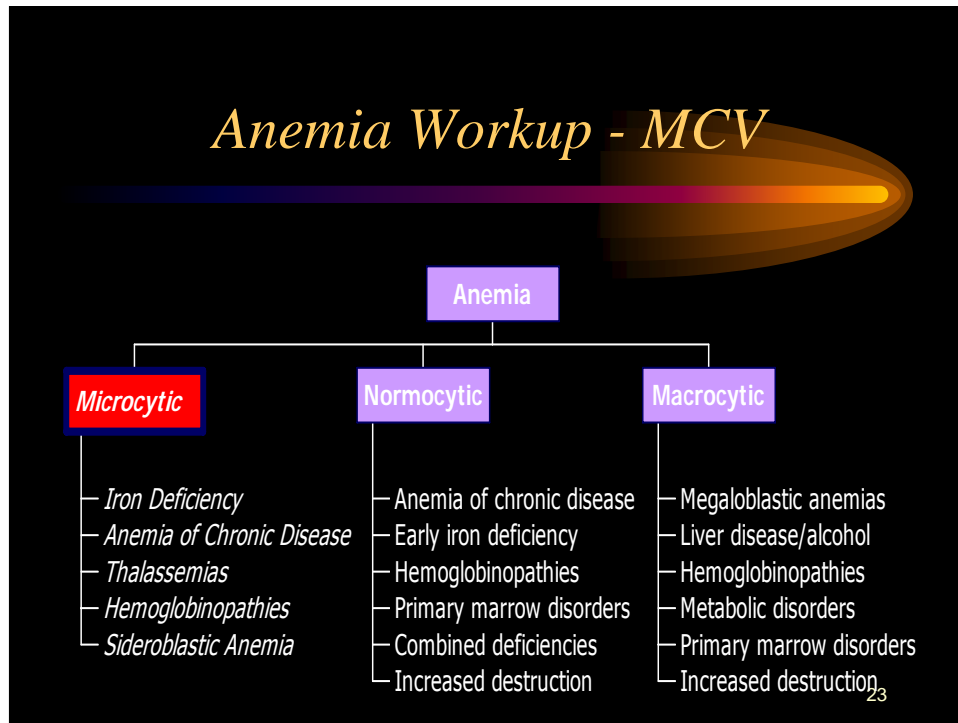 Anemia Workup - MCV
Anemia
Microcytic
Normocytic
Macrocytic
Iron Deficiency
Anemia of Chronic Disease
Thalassemias
Hemoglobinopathies
Sideroblastic Anemia
Anemia of chronic disease
Early iron deficiency
Hemoglobinopathies
Primary marrow disorders
Combined deficiencies
Increased destruction
Megaloblastic anemias
Liver disease/alcohol
Hemoglobinopathies
Metabolic disorders
Primary marrow disorders
Increased destruction
23